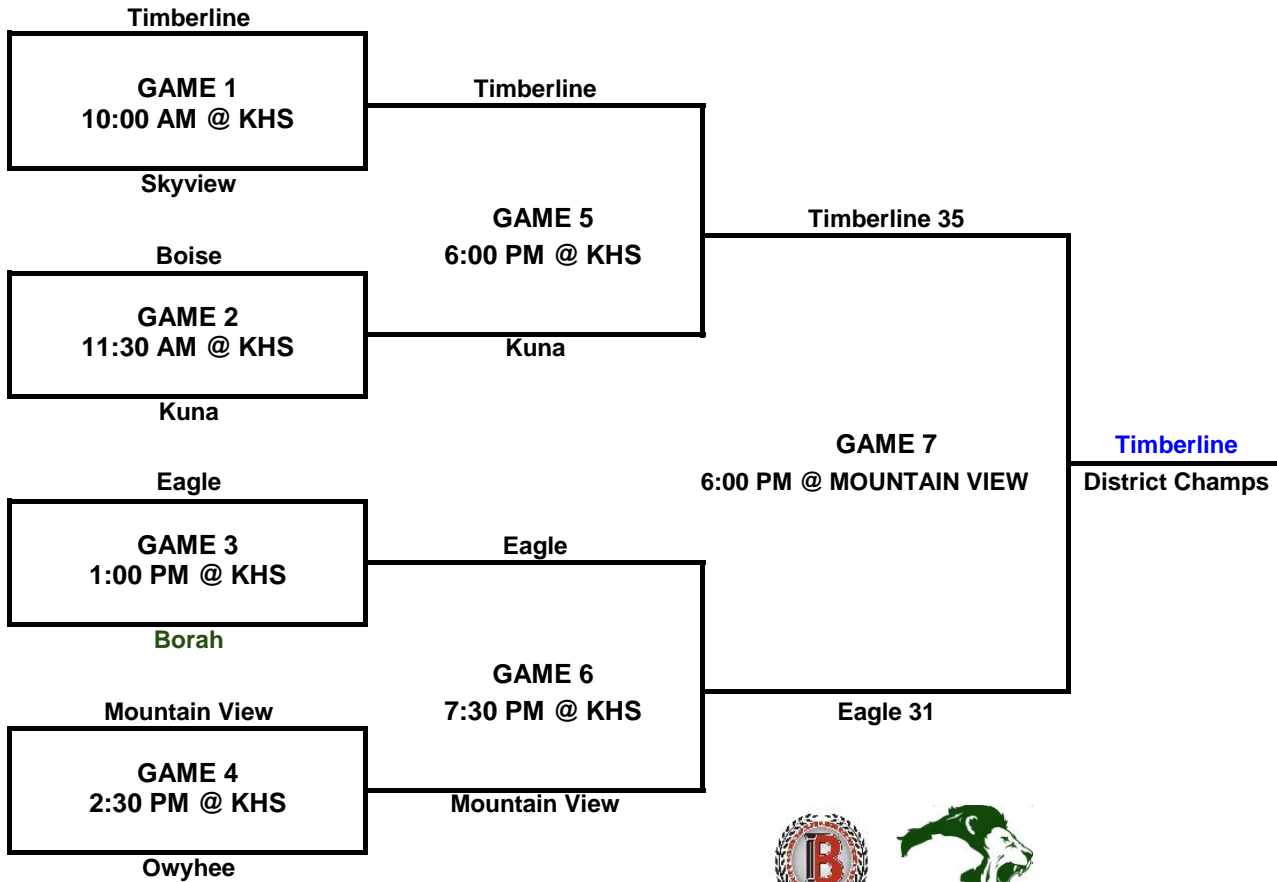 Timberline
GAME 1
10:00 AM @ KHS
Skyview
Timberline
GAME 5
6:00 PM @ KHS
Boise
GAME 2
11:30 AM @ KHS
Kuna
Kuna
Timberline 35
GAME 7
6:00 PM @ MOUNTAIN VIEW
Timberline
District Champs
Eagle
GAME 3
1:00 PM @ KHS
Borah
Eagle
GAME 6
7:30 PM @ KHS
Eagle 31
Mountain View
GAME 4
2:30 PM @ KHS
Owyhee
Mountain View
B